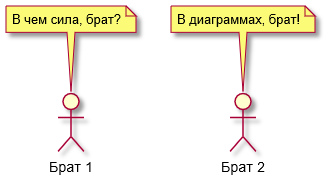 В чем сила, брат?
В диаграммах, брат!
Брат 1
Брат 2